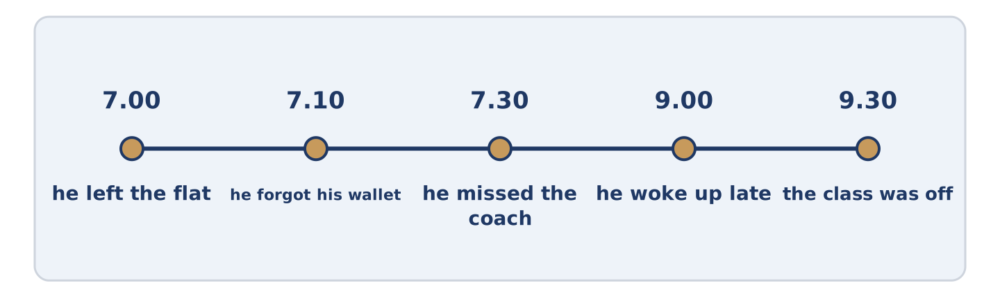 7.00 7.10 7.30 9.00 9.30
he left the flat he forgot his wallet he missed the he woke up late the class was off
coach